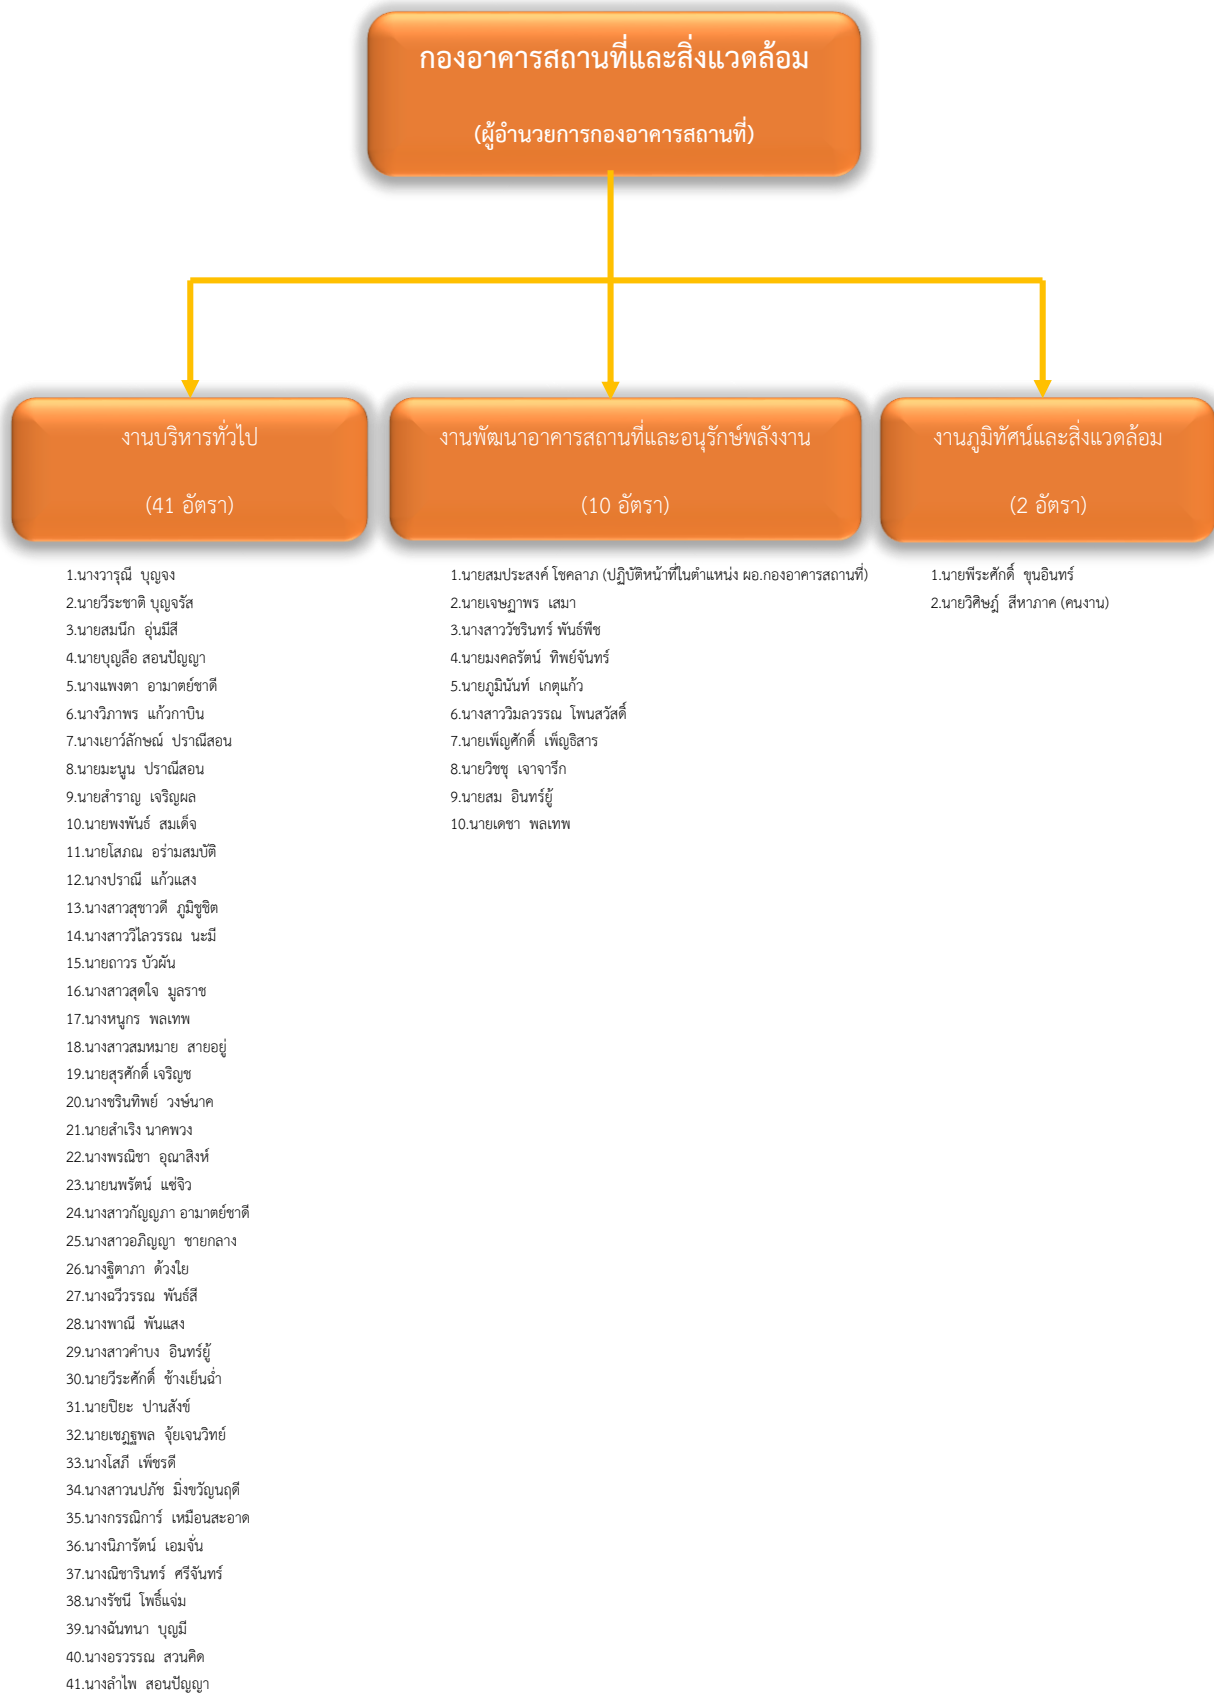 กองอาคารสถานที่และสิ่งแวดล้อม
(ผู้อำนวยการกองอาคารสถานที่)
งานบริหารทั่วไป
(41 อัตรา)
งานพัฒนาอาคารสถานที่และอนุรักษ์พลังงาน
(10 อัตรา)
งานภูมิทัศน์และสิ่งแวดล้อม
(2 อัตรา)
1.นางวารุณี บุญจง
2.นายวีระชาติ บุญจรัส
3.นายสมนึก อุ่นมีสี
4.นายบุญลือ สอนปัญญา
5.นางแพงตา อามาตย์ชาดี
6.นางวิภาพร แก้วกาบิน
7.นางเยาว์ลักษณ์ ปราณีสอน
8.นายมะนูน ปราณีสอน
9.นายสำราญ เจริญผล
10.นายพงพันธ์ สมเด็จ
11.นายโสภณ อร่ามสมบัติ
12.นางปราณี แก้วแสง
13.นางสาวสุชาวดี ภูมิชูชิต
14.นางสาววิไลวรรณ นะมี
15.นายถาวร บัวผัน
16.นางสาวสุดใจ มูลราช
17.นางหนูกร พลเทพ
18.นางสาวสมหมาย สายอยู่
19.นายสุรศักดิ์ เจริญช
20.นางชรินทิพย์ วงษ์นาค
21.นายสำเริง นาคพวง
22.นางพรณิชา อุณาสิงห์
23.นายนพรัตน์ แซ่จิว
24.นางสาวกัญญภา อามาตย์ชาดี
25.นางสาวอภิญญา ชายกลาง
26.นางฐิตาภา ด้วงใย
27.นางฉวีวรรณ พันธ์สี
28.นางพาณี พันแสง
29.นางสาวคำบง อินทร์ยู้
30.นายวีระศักดิ์ ช้างเย็นฉ่ำ
31.นายปิยะ ปานสังข์
32.นายเชฎฐพล จุ้ยเจนวิทย์
33.นางโสภี เพ็ชรดี
34.นางสาวนปภัช มิ่งขวัญนฤดี
35.นางกรรณิการ์ เหมือนสะอาด
36.นางนิภารัตน์ เอมจั่น
37.นางณิชารินทร์ ศรีจันทร์
38.นางรัชนี โพธิ์แจ่ม
39.นางฉันทนา บุญมี
40.นางอรวรรณ สวนคิด
41.นางลำไพ สอนปัญญา
1.นายสมประสงค์ โชคลาภ (ปฏิบัติหน้าที่ในตำแหน่ง ผอ.กองอาคารสถานที่)
2.นายเจษฎาพร เสมา
3.นางสาววัชรินทร์ พันธ์พืช
4.นายมงคลรัตน์ ทิพย์จันทร์
5.นายภูมินันท์ เกตุแก้ว
6.นางสาววิมลวรรณ โพนสวัสดิ์
7.นายเพ็ญศักดิ์ เพ็ญธิสาร
8.นายวิชชุ เจาจารึก
9.นายสม อินทร์ยู้
10.นายเดชา พลเทพ
1.นายพีระศักดิ์ ขุนอินทร์
2.นายวิศิษฎ์ สีหาภาค (คนงาน)